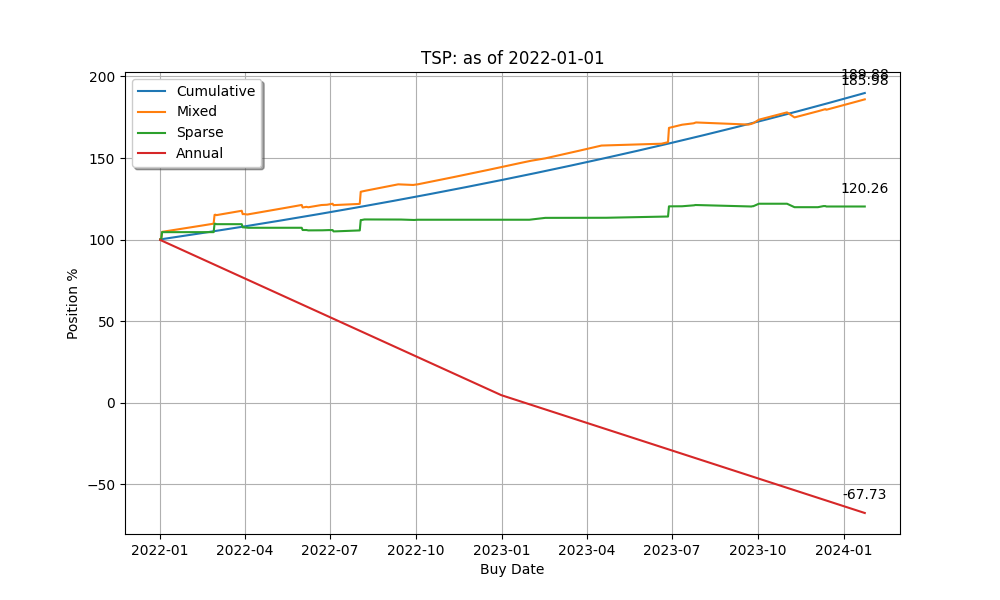 TSP: as of 2022-01-01
189.88
185.98
120.26
-67.73
Cumulative
Mixed
Sparse
Annual
200
150
100
50
0
−50
Position %
2022-01 2022-04 2022-07 2022-10 2023-01 2023-04 2023-07 2023-10 2024-01
Buy Date